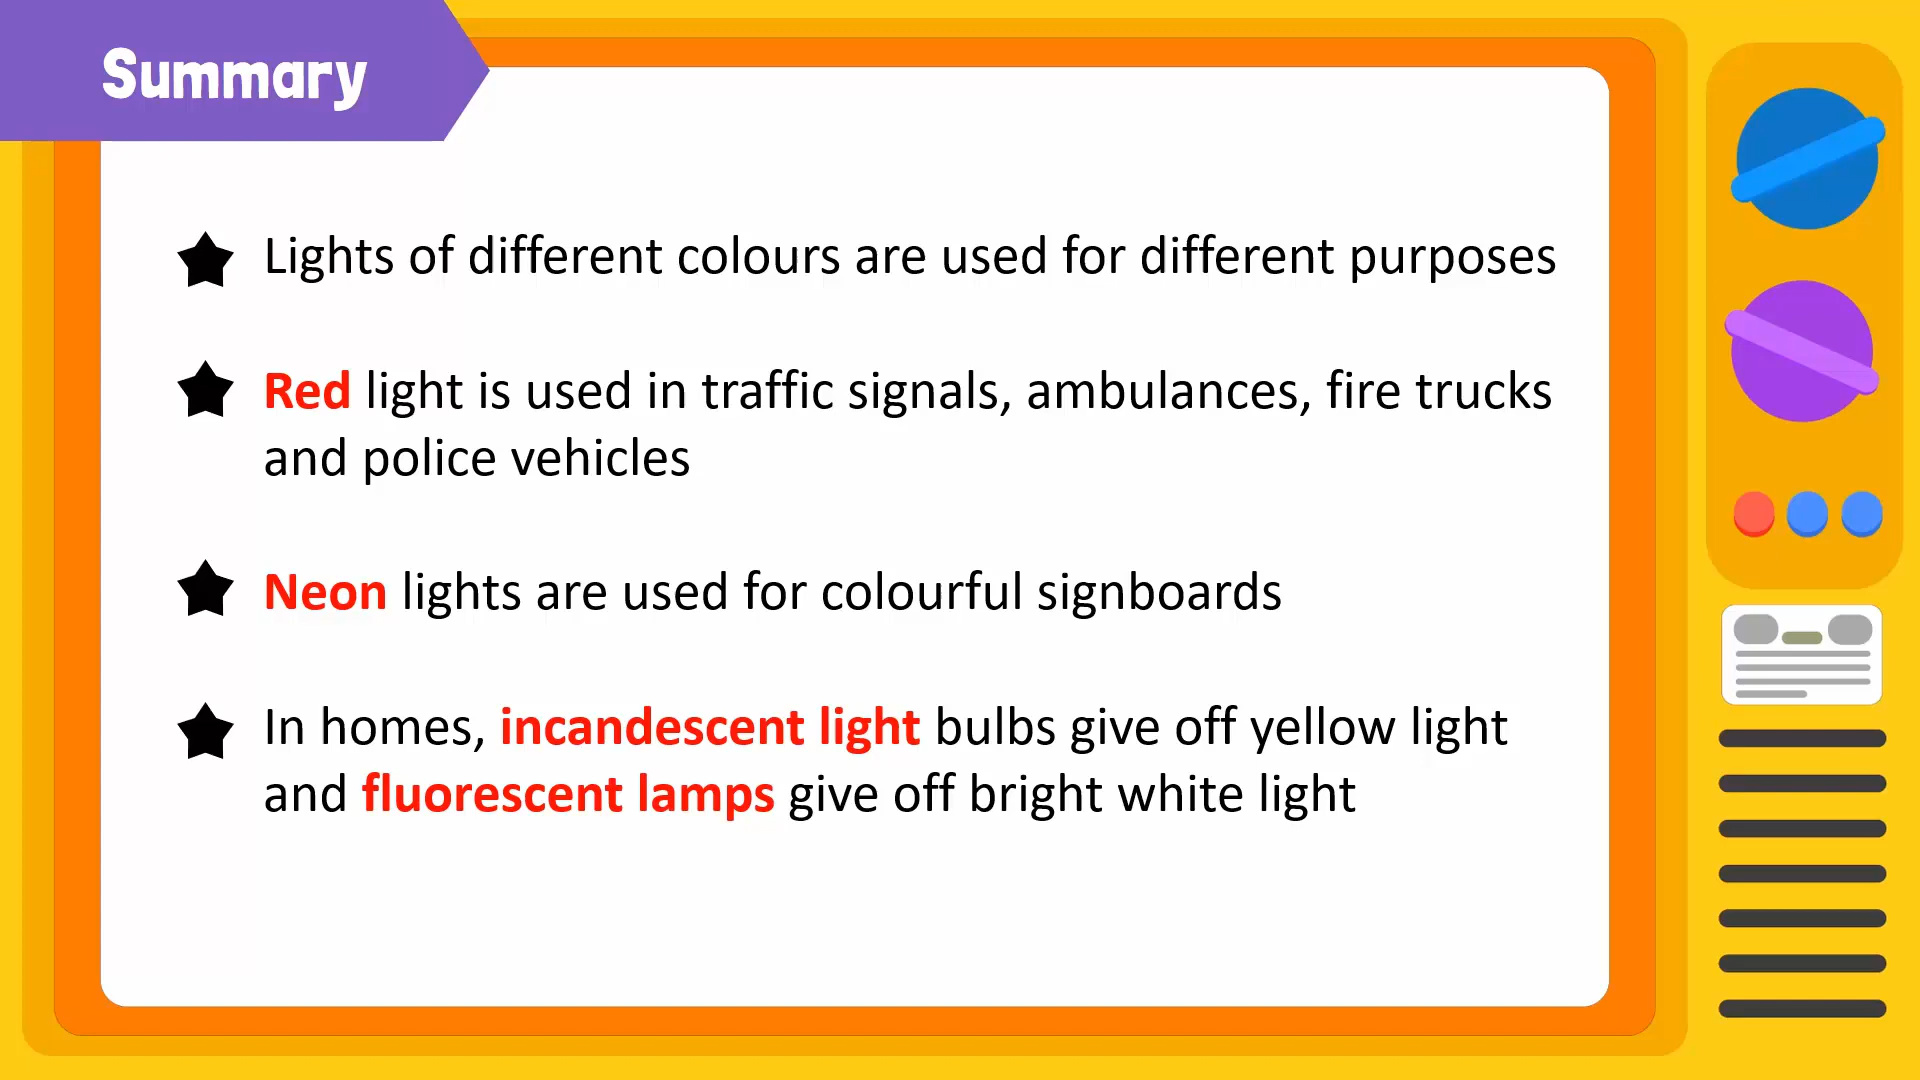 Summary
Lights of different colours are used for different purposes
Red light is used in traffic signals, ambulances, fire trucks
and police vehicles
Neon lights are used for colourful signboards
In homes, incandescent light bulbs give off yellow light
and fluorescent lamps give off bright white light